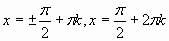 x = ± π/2 + πk, x = π/2 + 2πk